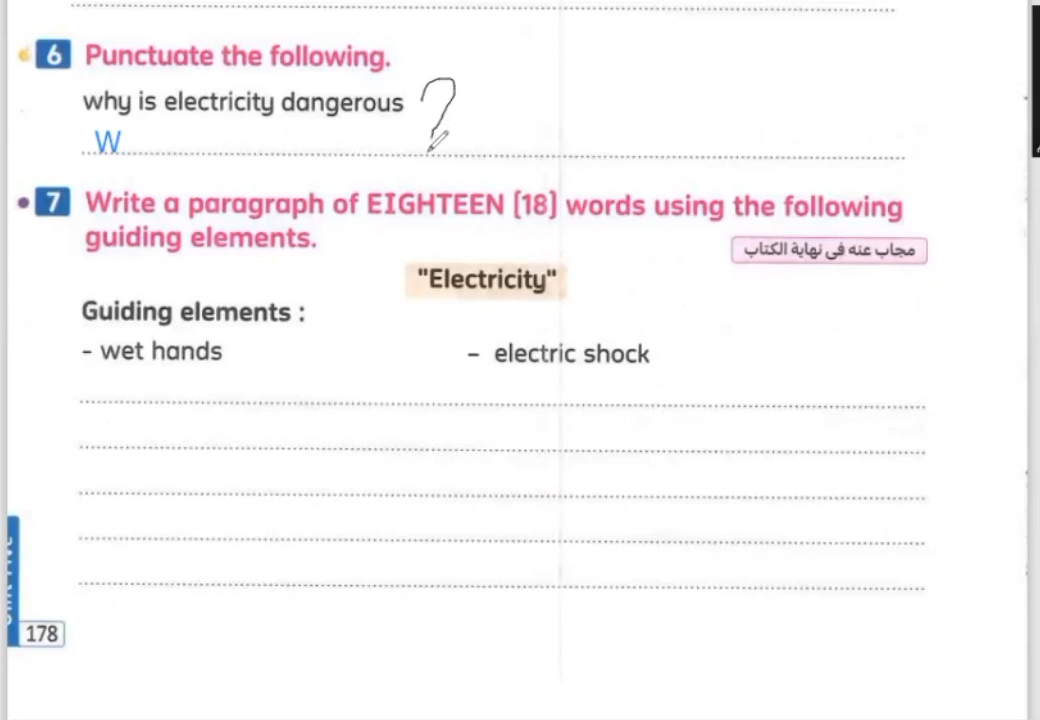 6 Punctuate the following.
why is electricity dangerous ?
W
7 Write a paragraph of EIGHTEEN (18) words using the following
guiding elements.
مجاب عنه فى نهاية الكتاب
"Electricity"
Guiding elements :
- wet hands - electric shock
178